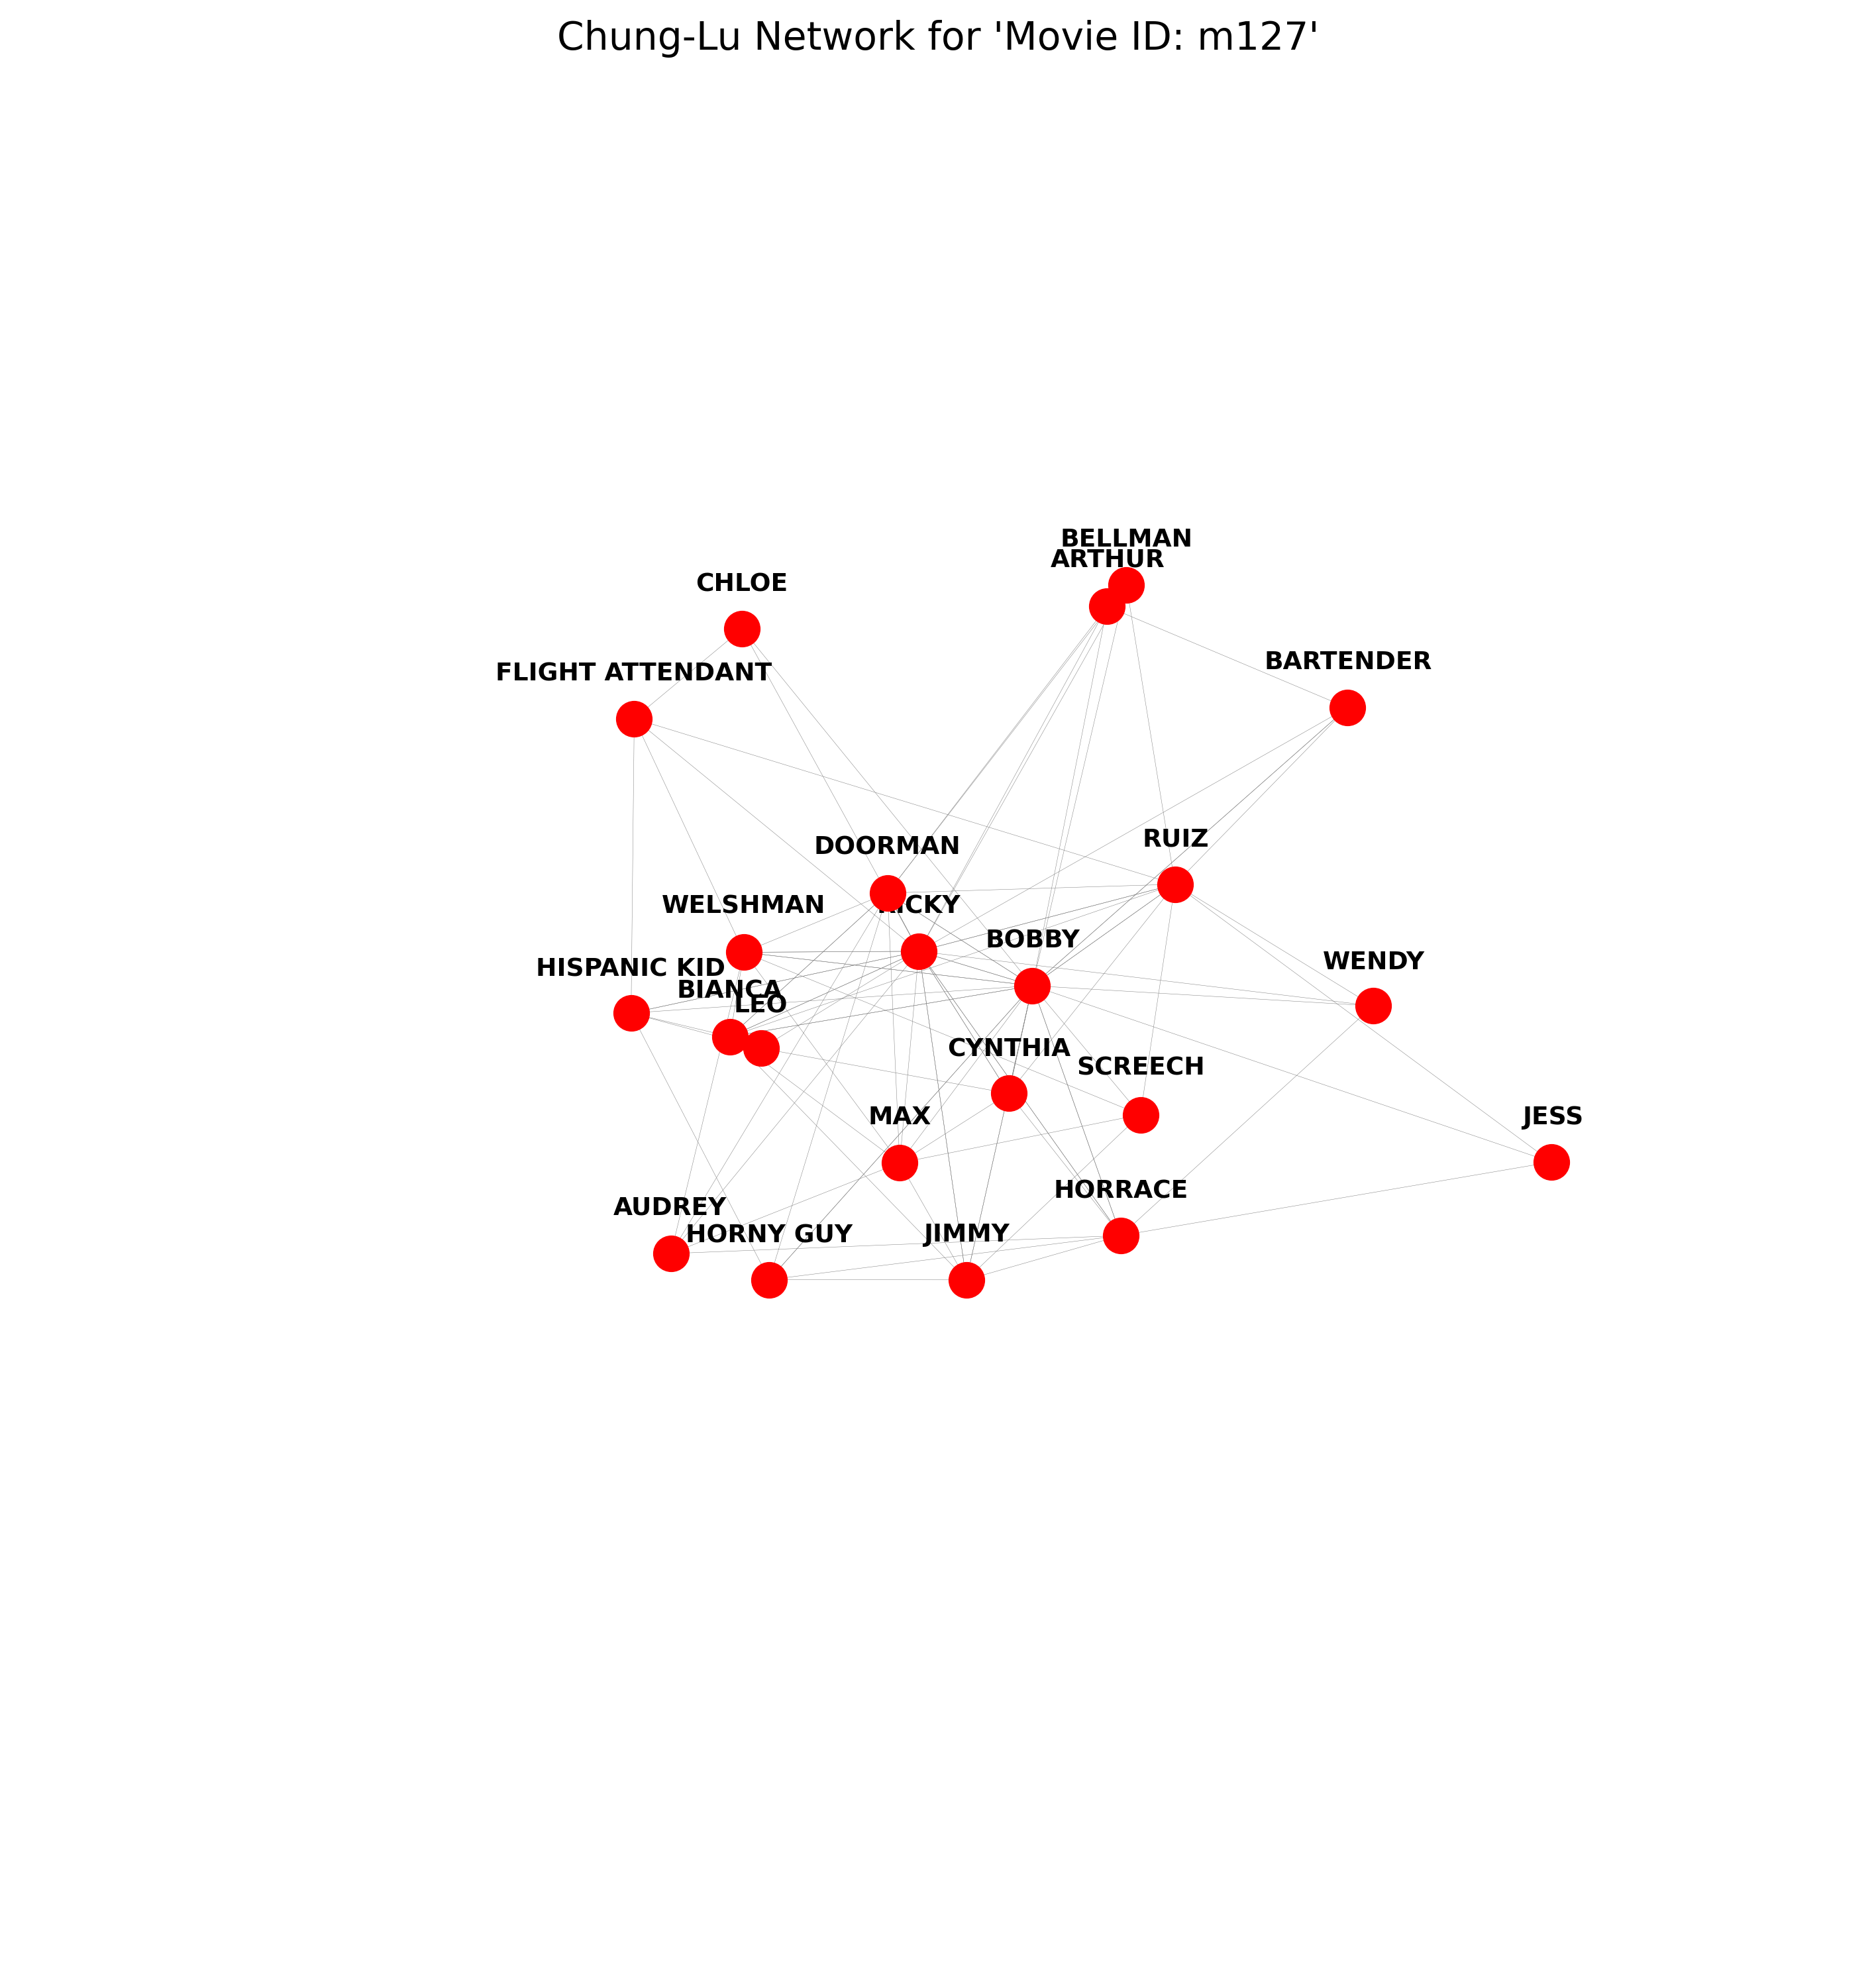 Chung-Lu Network for 'Movie ID: m127'
BELLMAN
ARTHUR
CHLOE
BARTENDER
FLIGHT ATTENDANT
RUIZ
DOORMAN
WELSHMAN
BOBBY
WENDY
HISPANIC KID
BIANCA
LEO
CYNTHIA
SCREECH
MAX
JESS
HORRACE
AUDREY
HORNY GUY
JIMMY